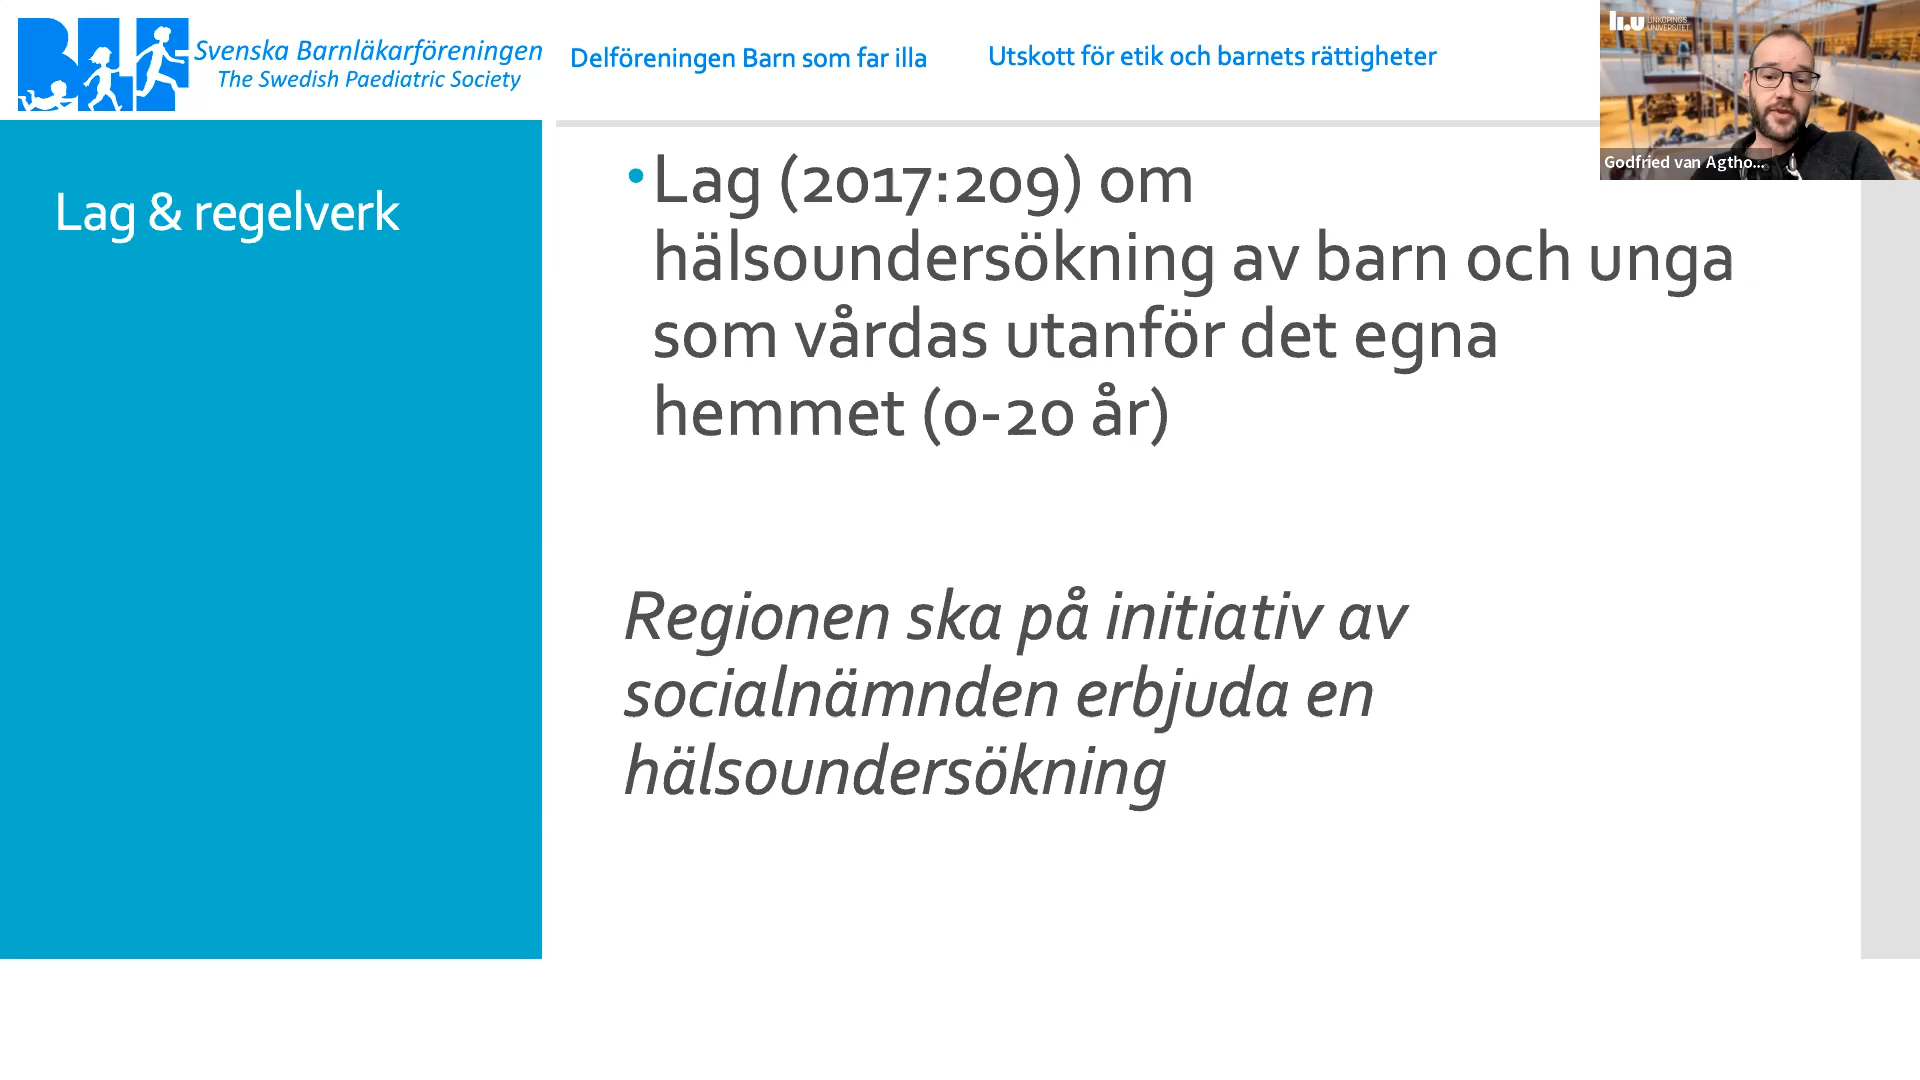 Svenska Barnläkarföreningen
The Swedish Paediatric Society
Delföreningen Barn som far illa
Utskott för etik och barnets rättigheter
LINKÖPINGS
UNIVERSITET
Godfried van Agtho...
Lag & regelverk
• Lag (2017:209) om
hälsoundersökning av barn och unga
som vårdas utanför det egna
hemmet (0-20 år)
Regionen ska på initiativ av
socialnämnden erbjuda en
hälsoundersökning